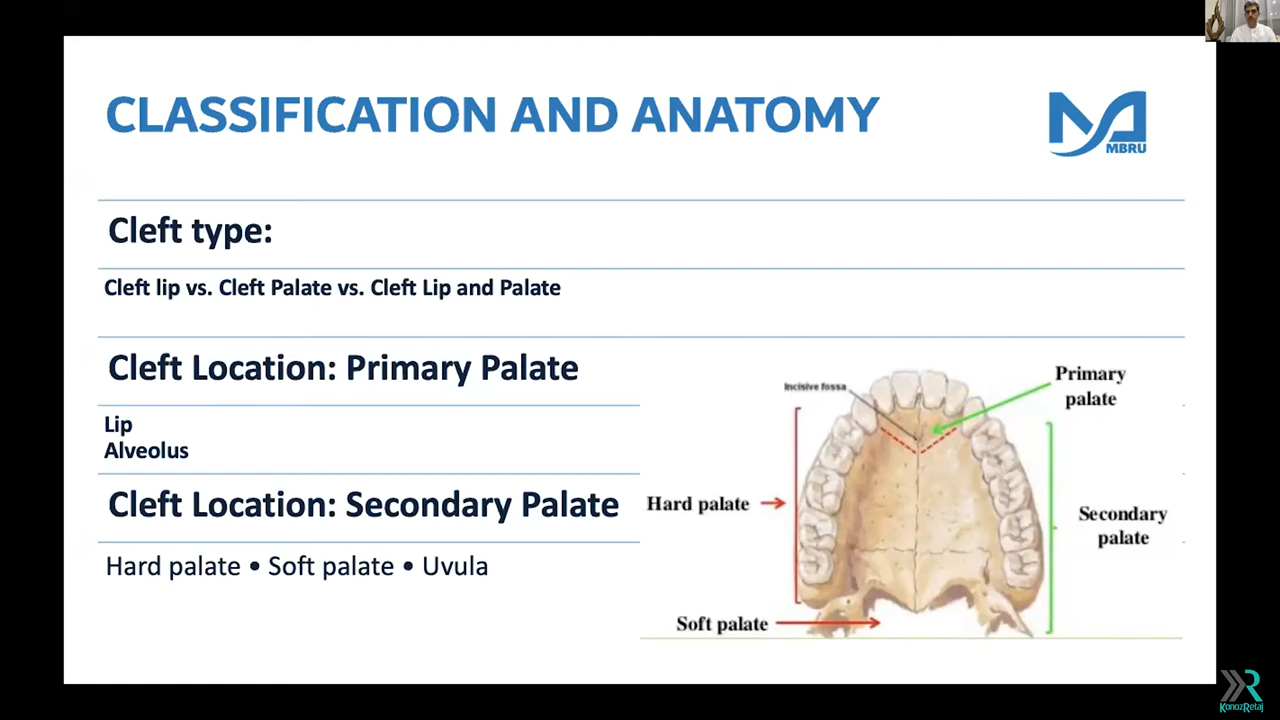 CLASSIFICATION AND ANATOMY
MBRU
Cleft type:
Cleft lip vs. Cleft Palate vs. Cleft Lip and Palate
Cleft Location: Primary Palate
Lip
Alveolus
Cleft Location: Secondary Palate
Hard palate • Soft palate • Uvula
Incisive fossa
Primary
palate
Hard palate
Secondary
palate
Soft palate
KonozRetaj